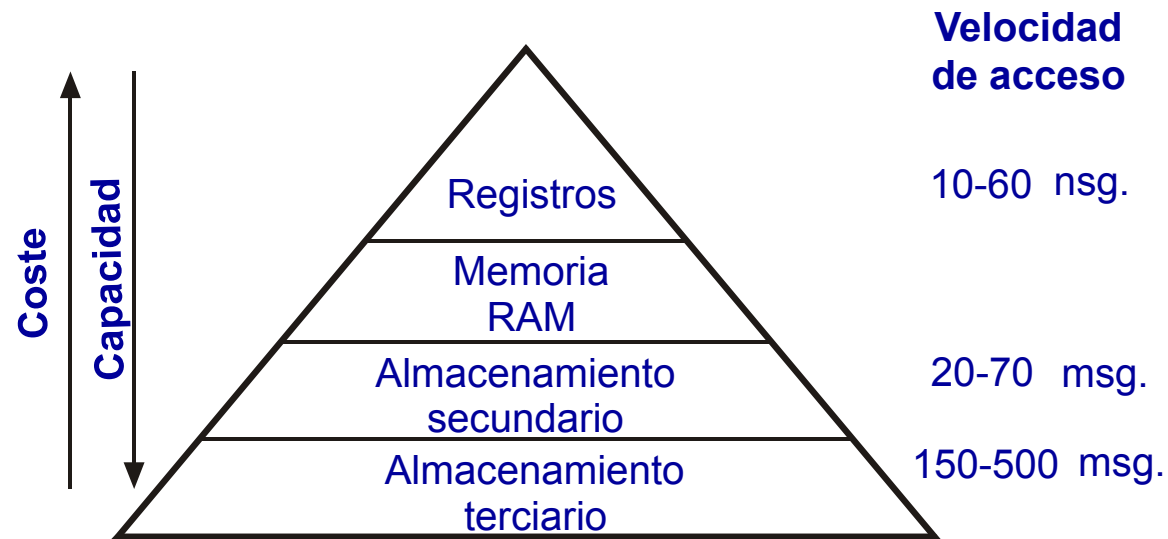 Velocidad
de acceso
Coste
Capacidad
Registros
10-60 nsg.
Memoria
RAM
Almacenamiento
secundario
20-70 msg.
Almacenamiento
terciario
150-500 msg.